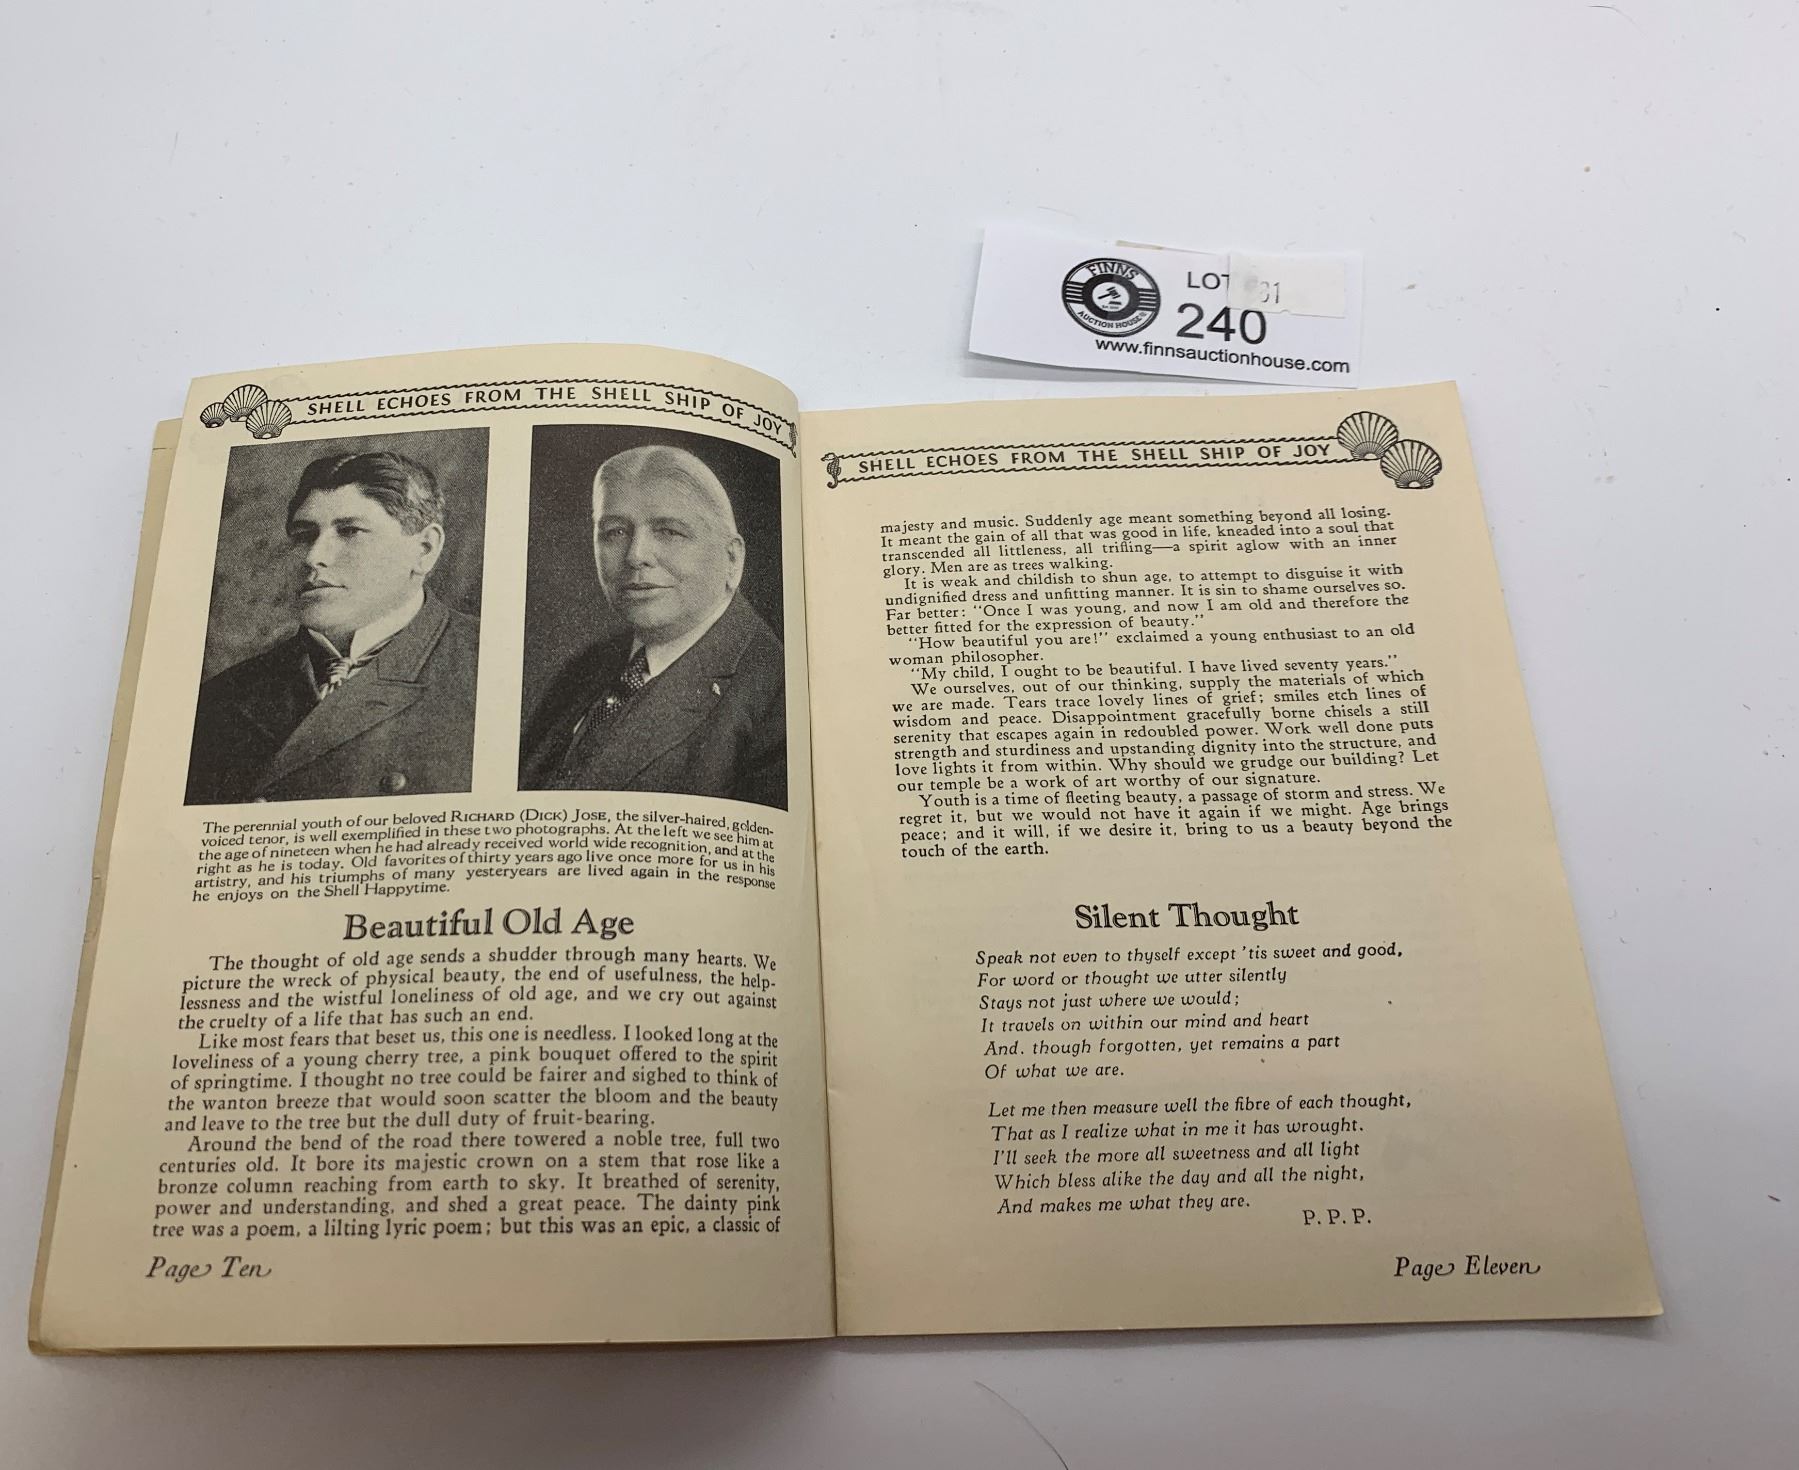 FINNS
AUCTION HOUSE
LOT 81
240
www.finnsauctionhouse.com
SHELL ECHOES FROM THE SHELL SHIP OF JOY
The perennial youth of our beloved RICHARD (DICK) JOSE, the silver-haired, golden-
voiced tenor, is well exemplified in these two photographs. At the left we see him at
the age of nineteen when he had already received world wide recognition, and at the
right as he is today. Old favorites of thirty years ago live once more for us in his
artistry, and his triumphs of many yesteryears are lived again in the response
he enjoys on the Shell Happytime.
Beautiful Old Age
The thought of old age sends a shudder through many hearts. We
picture the wreck of physical beauty, the end of usefulness, the help-
lessness and the wistful loneliness of old age, and we cry out against
the cruelty of a life that has such an end.
Like most fears that beset us, this one is needless. I looked long at the
loveliness of a young cherry tree, a pink bouquet offered to the spirit
of springtime. I thought no tree could be fairer and sighed to think of
the wanton breeze that would soon scatter the bloom and the beauty
and leave to the tree but the dull duty of fruit-bearing.
Around the bend of the road there towered a noble tree, full two
centuries old. It bore its majestic crown on a stem that rose like a
bronze column reaching from earth to sky. It breathed of serenity,
power and understanding, and shed a great peace. The dainty pink
tree was a poem, a lilting lyric poem; but this was an epic, a classic of
Page Ten
SHELL ECHOES FROM THE SHELL SHIP OF JOY
majesty and music. Suddenly age meant something beyond all losing.
It meant the gain of all that was good in life, kneaded into a soul that
transcended all littleness, all trifling—a spirit aglow with an inner
glory. Men are as trees walking.
It is weak and childish to shun age, to attempt to disguise it with
undignified dress and unfitting manner. It is sin to shame ourselves so.
Far better: "Once I was young, and now I am old and therefore the
better fitted for the expression of beauty."
"How beautiful you are!" exclaimed a young enthusiast to an old
woman philosopher.
"My child, I ought to be beautiful. I have lived seventy years."
We ourselves, out of our thinking, supply the materials of which
we are made. Tears trace lovely lines of grief; smiles etch lines of
wisdom and peace. Disappointment gracefully borne chisels a still
serenity that escapes again in redoubled power. Work well done puts
strength and sturdiness and upstanding dignity into the structure, and
love lights it from within. Why should we grudge our building? Let
our temple be a work of art worthy of our signature.
Youth is a time of fleeting beauty, a passage of storm and stress. We
regret it, but we would not have it again if we might. Age brings
peace; and it will, if we desire it, bring to us a beauty beyond the
touch of the earth.
Silent Thought
Speak not even to thyself except 'tis sweet and good,
For word or thought we utter silently
Stays not just where we would;
It travels on within our mind and heart
And. though forgotten, yet remains a part
Of what we are.
Let me then measure well the fibre of each thought,
That as I realize what in me it has wrought.
I'll seek the more all sweetness and all light
Which bless alike the day and all the night,
And makes me what they are.
P. P. P.
Page Eleven